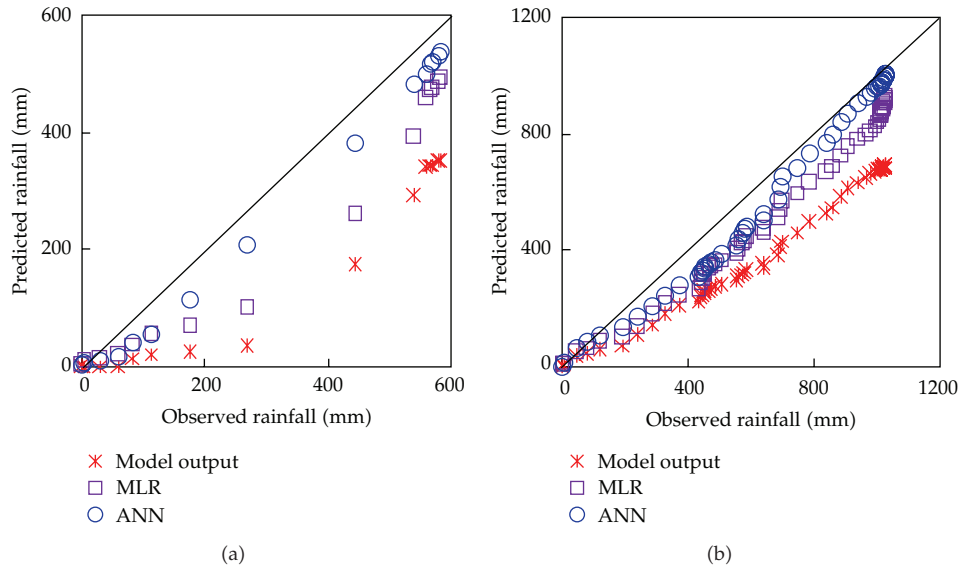 600
400
200
0
0
200
400
600
Predicted rainfall (mm)
Observed rainfall (mm)
Model output
MLR
ANN
(a)
1200
800
400
0
0
400
800
1200
Predicted rainfall (mm)
Observed rainfall (mm)
Model output
MLR
ANN
(b)